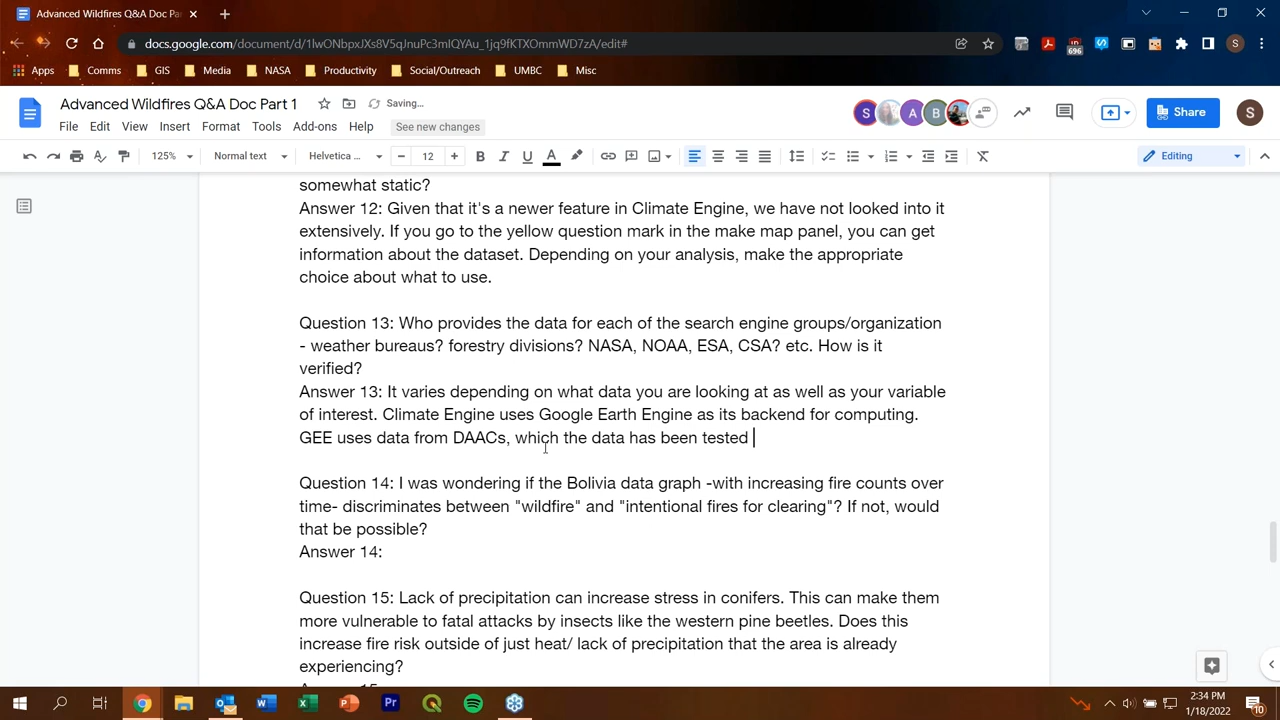 Advanced Wildfires Q&A Doc Part
docs.google.com/document/d/1lwONbpxJXs8V5qJnuPc3mIQYAu_1jq9fKTXOmmWD7zA/edit#
696
S
Apps Comms GIS Media NASA Productivity Social/Outreach UMBC Misc
Advanced Wildfires Q&A Doc Part 1 Saving...
S A B Share S
File Edit View Insert Format Tools Add-ons Help See new changes
125% Normal text Helvetica ... 12 B I U A Editing
somewhat static?
Answer 12: Given that it's a newer feature in Climate Engine, we have not looked into it
extensively. If you go to the yellow question mark in the make map panel, you can get
information about the dataset. Depending on your analysis, make the appropriate
choice about what to use.
Question 13: Who provides the data for each of the search engine groups/organization
- weather bureaus? forestry divisions? NASA, NOAA, ESA, CSA? etc. How is it
verified?
Answer 13: It varies depending on what data you are looking at as well as your variable
of interest. Climate Engine uses Google Earth Engine as its backend for computing.
GEE uses data from DAACs, which the data has been tested
Question 14: I was wondering if the Bolivia data graph -with increasing fire counts over
time- discriminates between "wildfire" and "intentional fires for clearing"? If not, would
that be possible?
Answer 14:
Question 15: Lack of precipitation can increase stress in conifers. This can make them
more vulnerable to fatal attacks by insects like the western pine beetles. Does this
increase fire risk outside of just heat/ lack of precipitation that the area is already
experiencing?
Answer 15
2:34 PM
1/18/2022
10